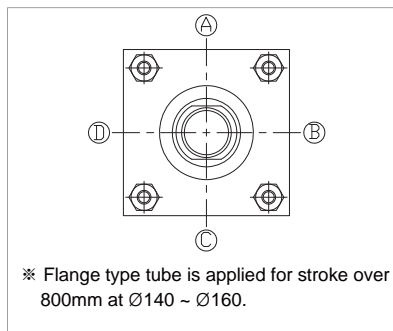 Ⓐ
Ⓓ Ⓑ
Ⓒ
※ Flange type tube is applied for stroke over
800mm at Ø140 ~ Ø160.